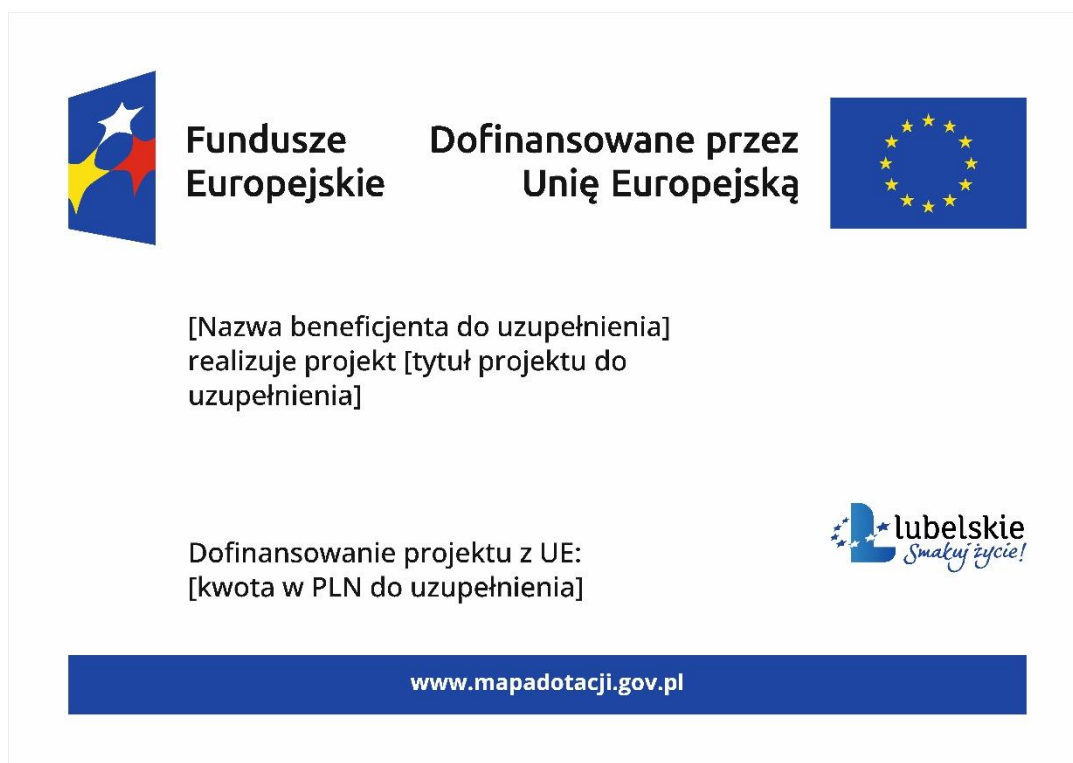 Fundusze
Europejskie
Dofinansowane przez
Unię Europejską
[Nazwa beneficjenta do uzupełnienia]
realizuje projekt [tytuł projektu do
uzupełnienia]
lubelskie
Smakuj życie!
Dofinansowanie projektu z UE:
[kwota w PLN do uzupełnienia]
www.mapadotacji.gov.pl